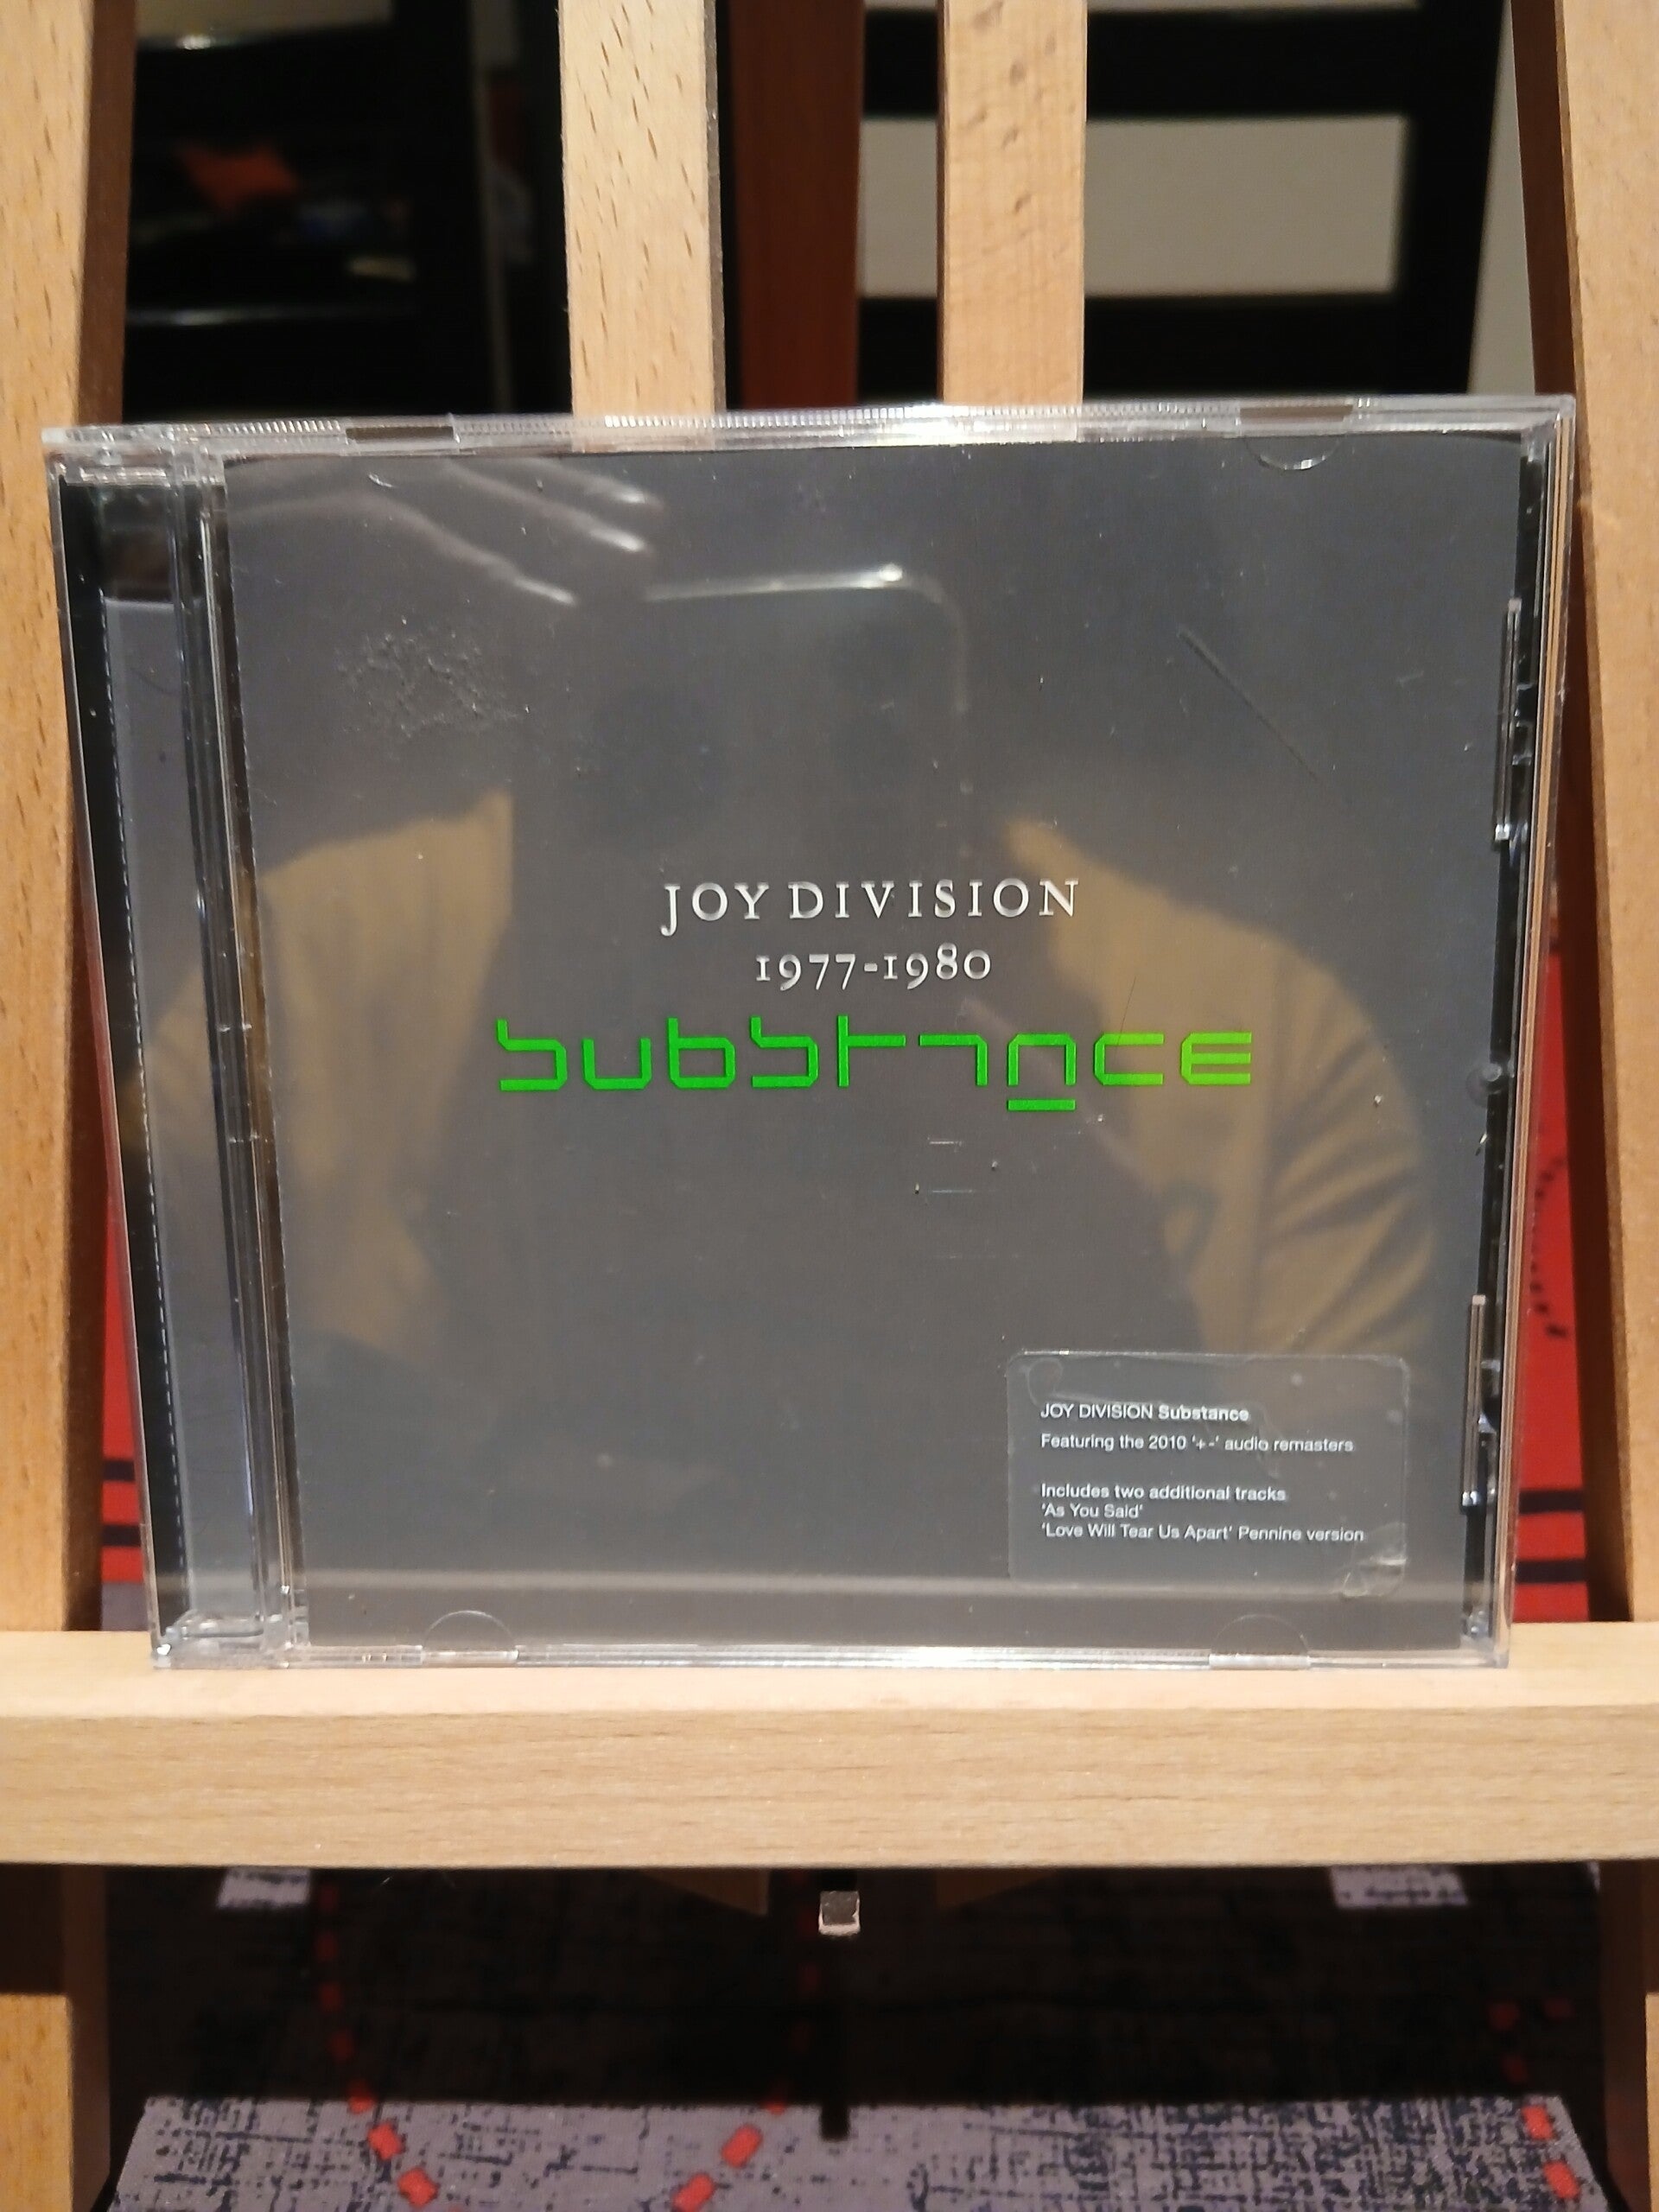 JOY DIVISION
1977-1980
Substance
JOY DIVISION Substance
Featuring the 2010 '+-' audio remasters
Includes two additional tracks
'As You Said'
'Love Will Tear Us Apart' Pennine version